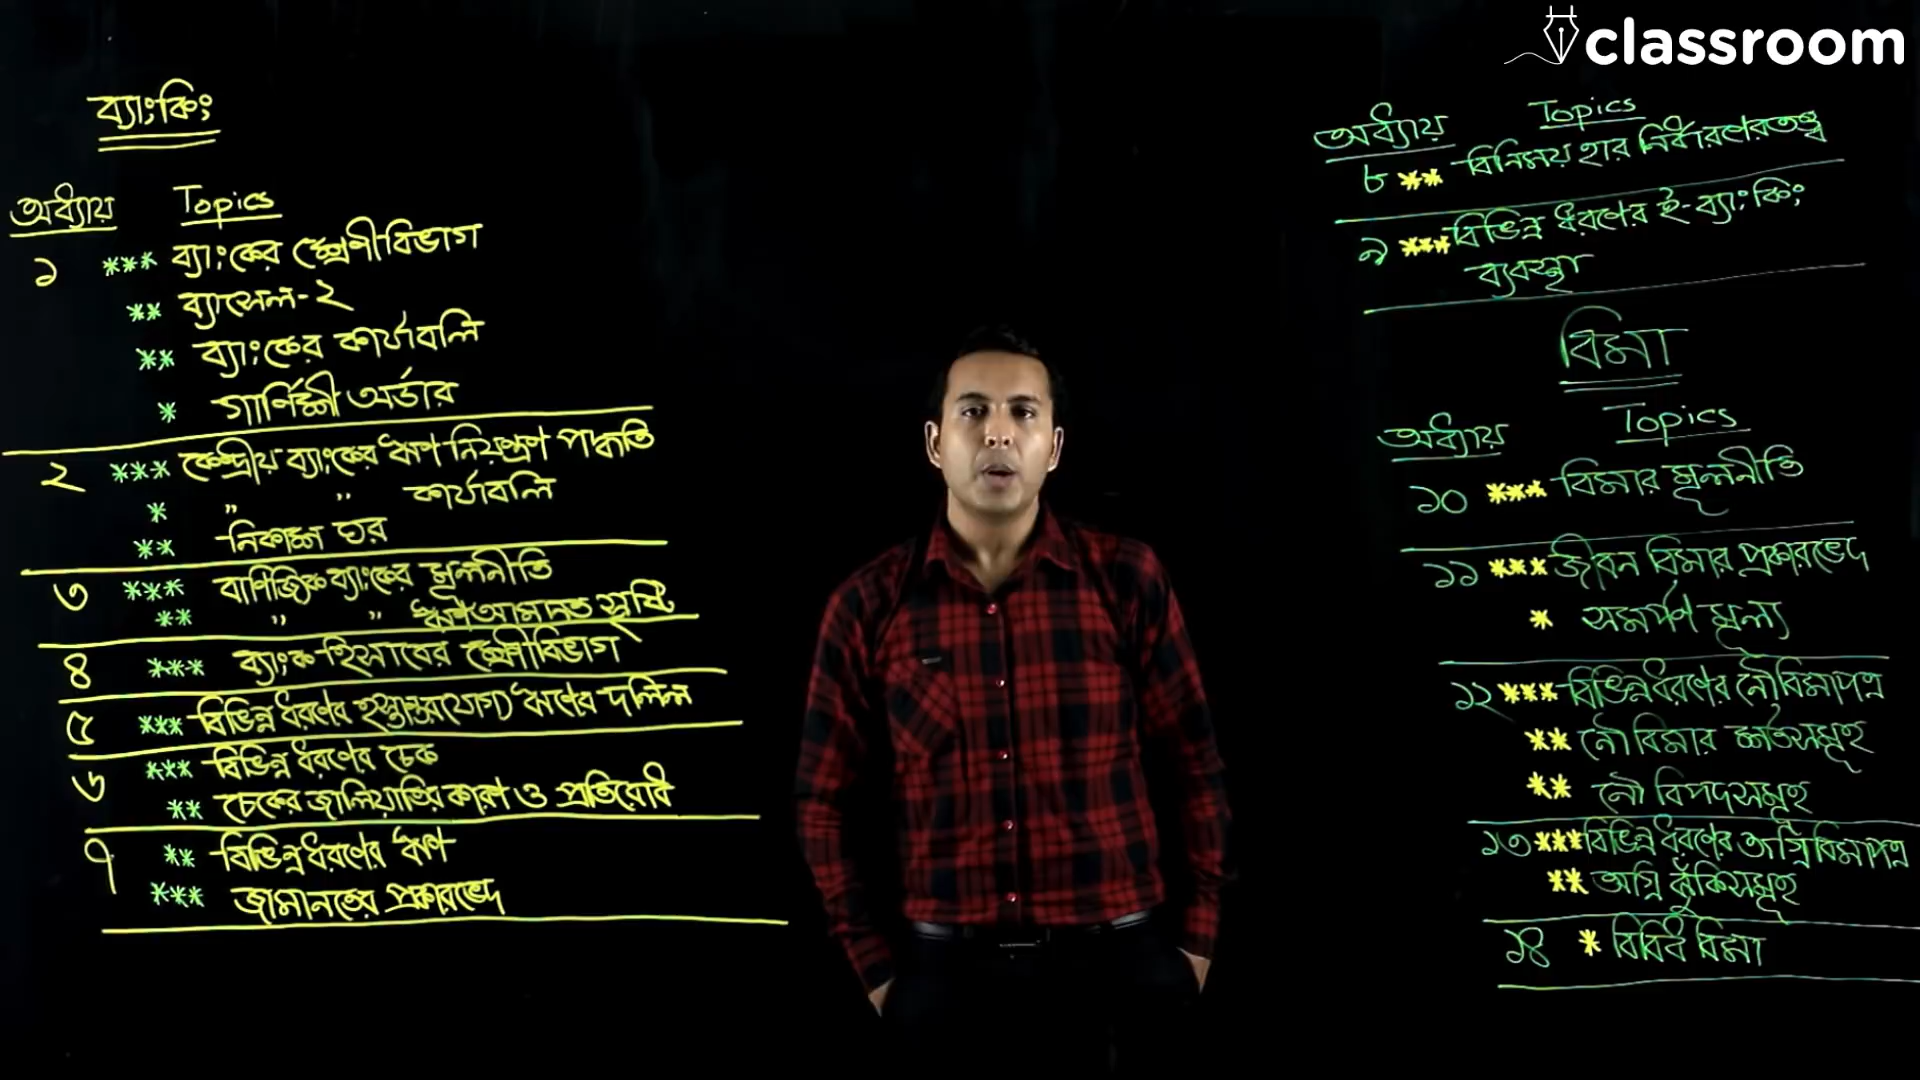 classroom
ব্যাংকিং
অধ্যায় Topics
১ *** ব্যাংকের শ্রেণীবিভাগ
** ব্যাসেল-২
** ব্যাংকের কার্যাবলি
* গার্নিশী অর্ডার
২ *** কেন্দ্রীয় ব্যাংকের ঋণ নিয়ন্ত্রণ পদ্ধতি
* " " কার্যাবলি
** নিকাশ ঘর
৩ *** বাণিজ্যিক ব্যাংকের মূলনীতি
** " " ঋণ আমানত সৃষ্টি
৪ *** ব্যাংক হিসাবের শ্রেণীবিভাগ
৫ *** বিভিন্ন ধরণের হস্তান্তরযোগ্য ঋণের দলিল
৬ *** বিভিন্ন ধরণের চেক
** চেকের জালিয়াতির কারণ ও প্রতিরোধ
৭ ** বিভিন্ন ধরণের ঋণ
*** জামানতের প্রকারভেদ
অধ্যায় Topics
৮ ** বিনিময় হার নির্ধারণের তত্ত্ব
৯ *** বিভিন্ন ধরণের ই-ব্যাংকিং
ব্যবস্থা
বিমা
অধ্যায় Topics
১০ *** বিমার মূলনীতি
১১ *** জীবন বিমার প্রকারভেদ
* সমর্পণ মূল্য
১২ *** বিভিন্ন ধরণের নৌ বিমাপত্র
** নৌ বিমার শর্তসমূহ
** নৌ বিপদসমূহ
১৩ *** বিভিন্ন ধরণের অগ্নি বিমাপত্র
** অগ্নি ঝুঁকিসমূহ
১৪ * বিবিধ বিমা